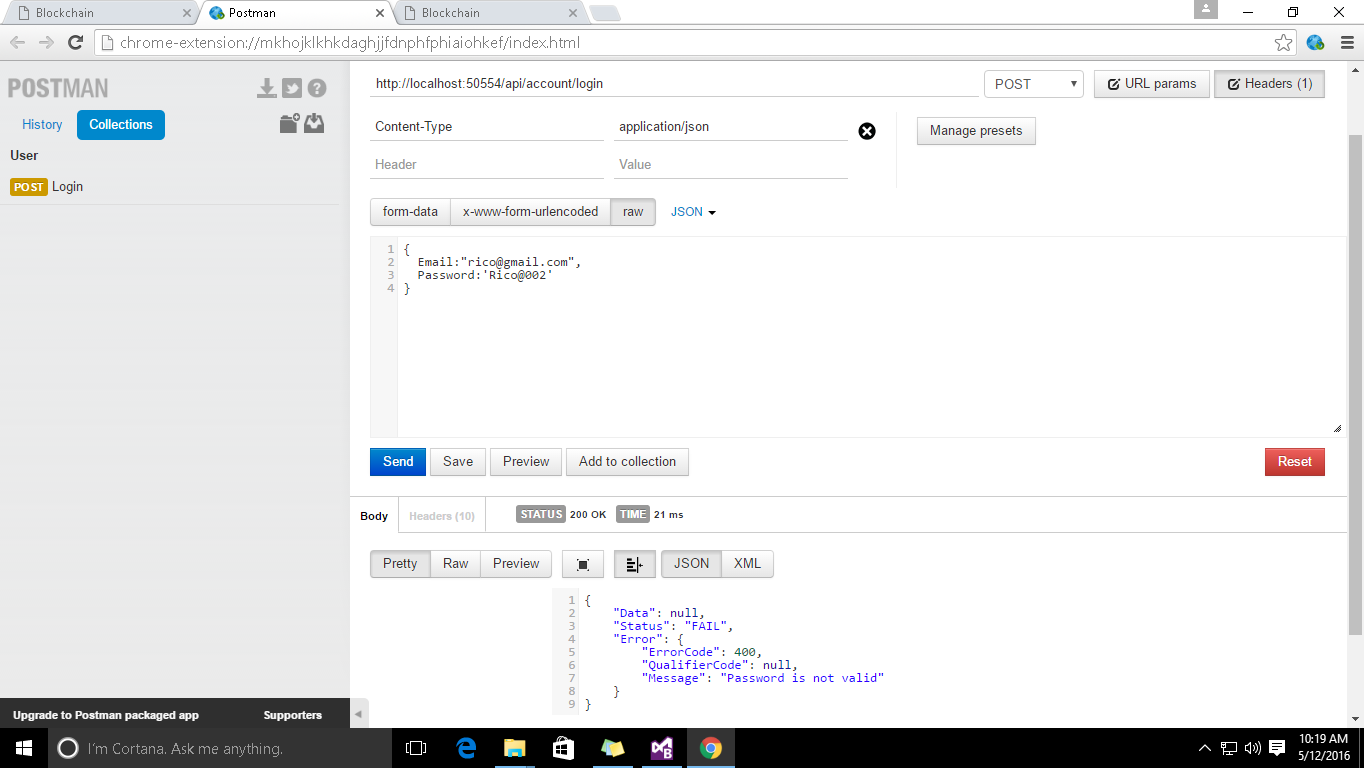 Blockchain
Postman
Blockchain
chrome-extension://mkhojklkhkdaghjjfdnphfphiaiohkef/index.html
POSTMAN
History
Collections
User
POST Login
Upgrade to Postman packaged app
Supporters
http://localhost:50554/api/account/login
POST
URL params
Headers (1)
Content-Type
application/json
Manage presets
Header
Value
form-data
x-www-form-urlencoded
raw
JSON
1 {
2 Email:"rico@gmail.com",
3 Password:'Rico@002'
4 }
Send
Save
Preview
Add to collection
Reset
Body
Headers (10)
STATUS 200 OK
TIME 21 ms
Pretty
Raw
Preview
JSON
XML
1 {
2 "Data": null,
3 "Status": "FAIL",
4 "Error": {
5 "ErrorCode": 400,
6 "QualifierCode": null,
7 "Message": "Password is not valid"
8 }
9 }
I'm Cortana. Ask me anything.
10:19 AM
5/12/2016